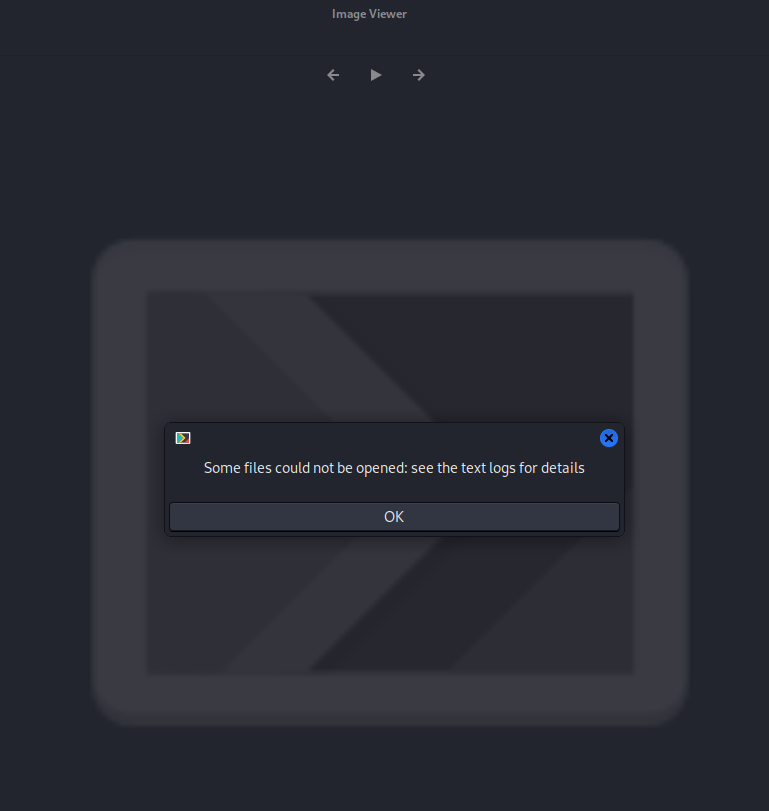 Image Viewer
Some files could not be opened: see the text logs for details
OK